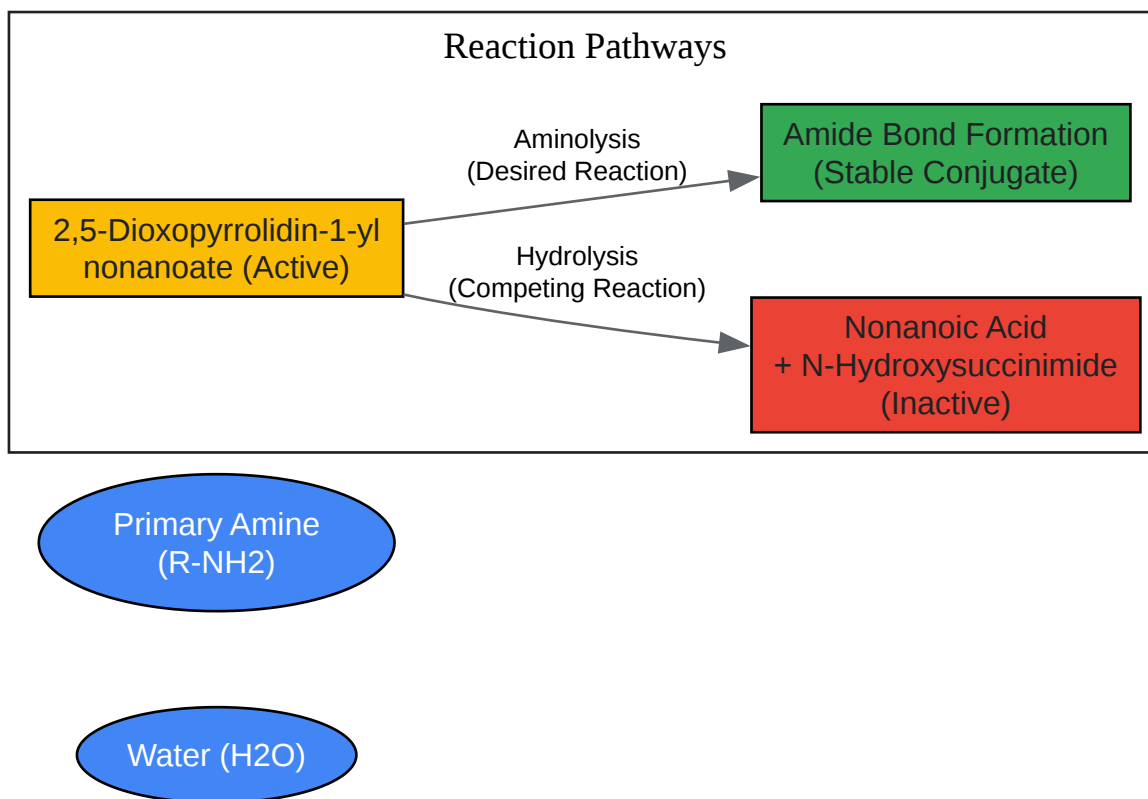 Reaction Pathways
Aminolysis
(Desired Reaction)
Amide Bond Formation
(Stable Conjugate)
2,5-Dioxopyrrolidin-1-yl
nonanoate (Active)
Hydrolysis
(Competing Reaction)
Nonanoic Acid
+ N-Hydroxysuccinimide
(Inactive)
Primary Amine
(R-NH2)
Water (H2O)